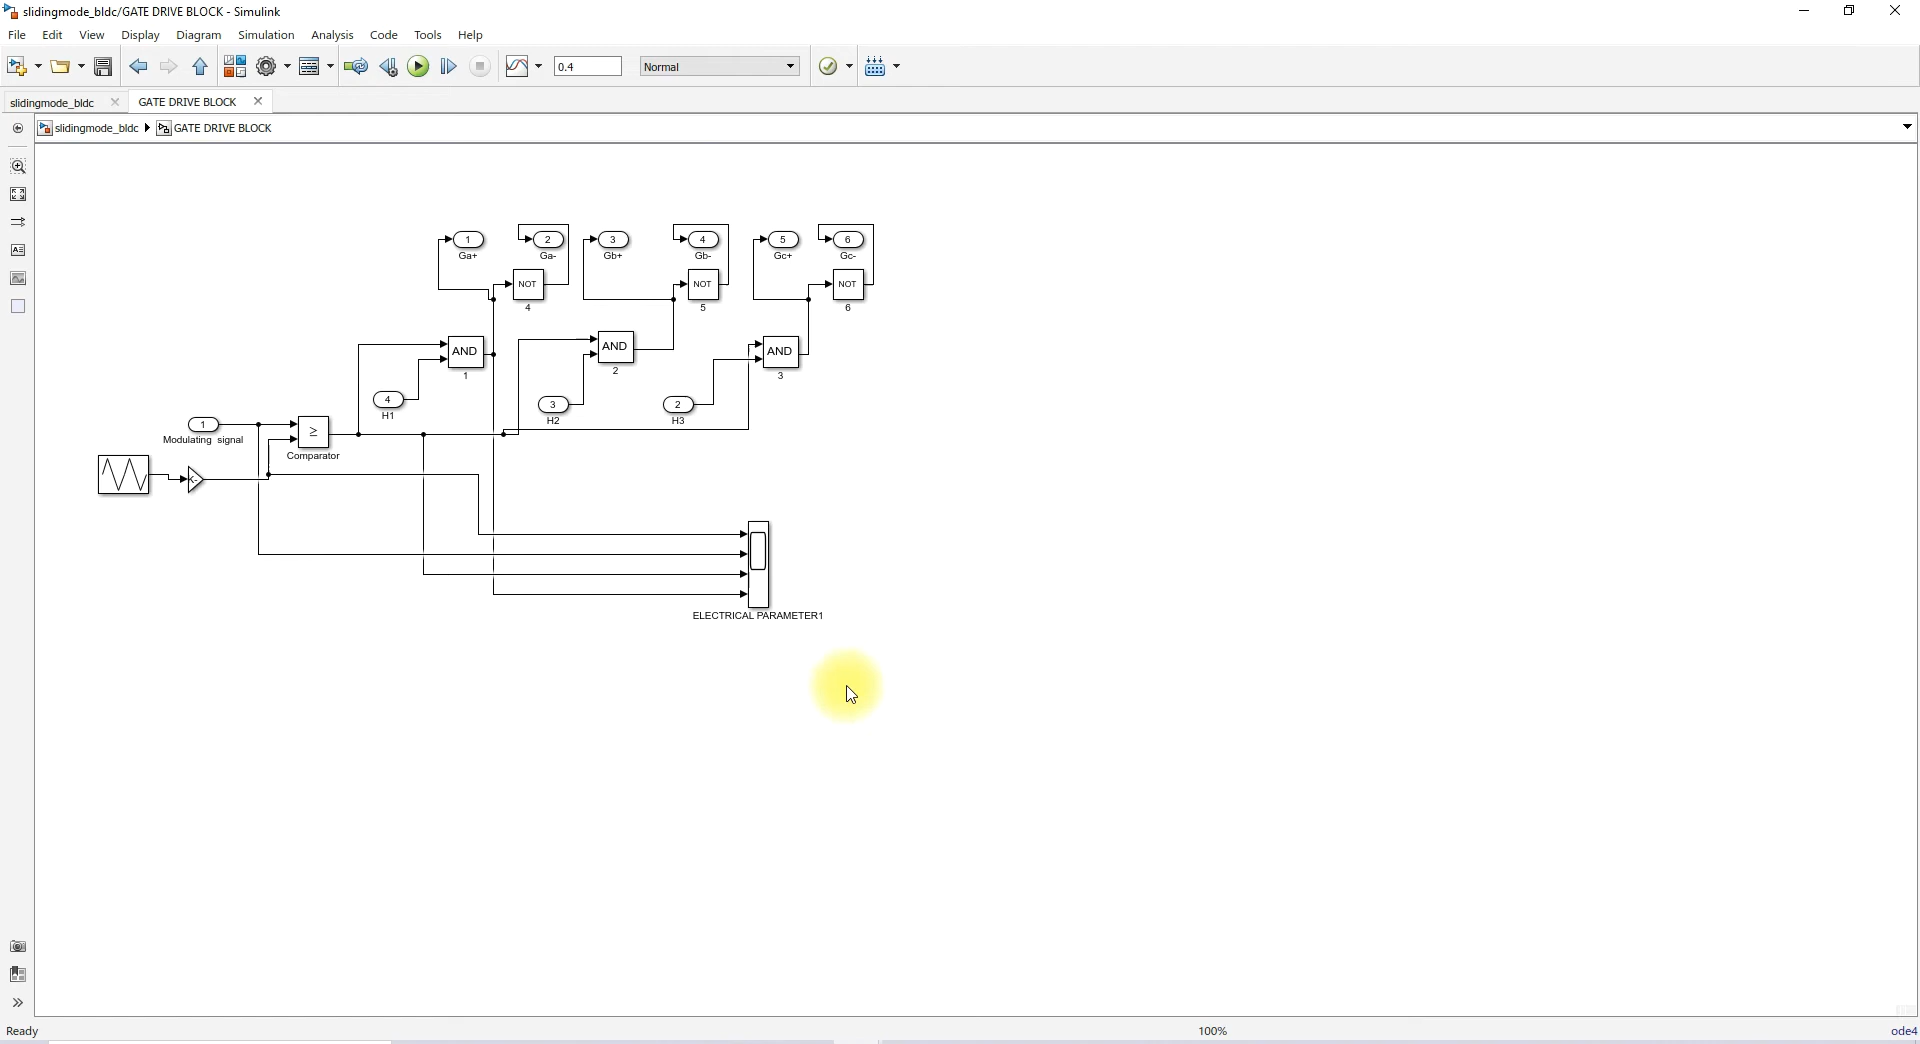 slidingmode_bldc/GATE DRIVE BLOCK - Simulink
File Edit View Display Diagram Simulation Analysis Code Tools Help
0.4 Normal
slidingmode_bldc GATE DRIVE BLOCK
slidingmode_bldc GATE DRIVE BLOCK
1 2 3 4 5 6
Ga+ Ga- Gb+ Gb- Gc+ Gc-
NOT NOT NOT
4 5 6
AND AND AND
1 2 3
4 3 2
H1 H2 H3
1
Modulating signal
≥
Comparator
K-
ELECTRICAL PARAMETER1
Ready 100% ode4